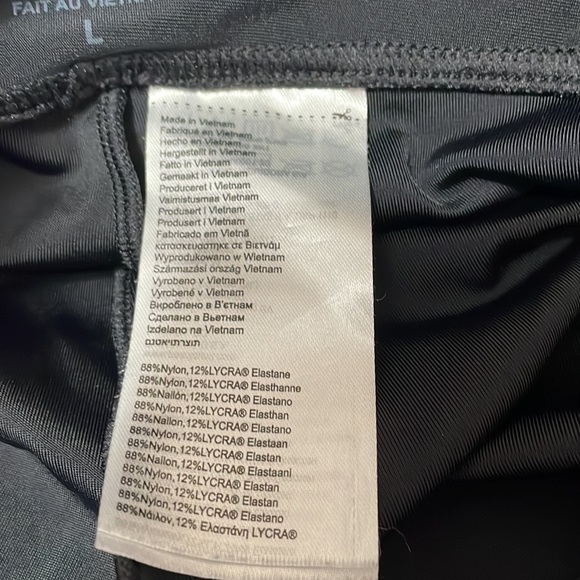 FAIT AU VIETN
L
Made in Vietnam
Fabriqué en Vietnam
Hecho en Vietnam
Hergestellt in Vietnam
Fatto in Vietnam
Gemaakt in Vietnam
Produceret i Vietnam
Valmistusmaa Vietnam
Produsert i Vietnam
Produsert i Vietnam
Fabricado em Vietnã
κατασκευαστηκε σε Βιετνάμ
Wyprodukowano w Wietnam
Származási ország Vietnam
Vyrobeno v Vietnam
Vyrobené v Vietnam
Вироблено в В'єтнам
Сделано в Вьетнам
Izdelano na Vietnam
תוצרתויאטנם
88%Nylon,12%LYCRA® Elastane
88%Nylon,12%LYCRA® Elasthanne
88%Nailón,12%LYCRA® Elastano
88%Nylon,12%LYCRA® Elasthan
88%Nailon,12%LYCRA® Elastano
88%Nylon,12%LYCRA® Elastaan
88%Nylon,12%LYCRA® Elastan
88%Nailon,12%LYCRA® Elastaani
88%Nylon,12%LYCRA® Elastan
88%Nylon,12%LYCRA® Elastan
88%Nylon,12%LYCRA® Elastano
88%Νάιλον,12% Ελαστάνη LYCRA®